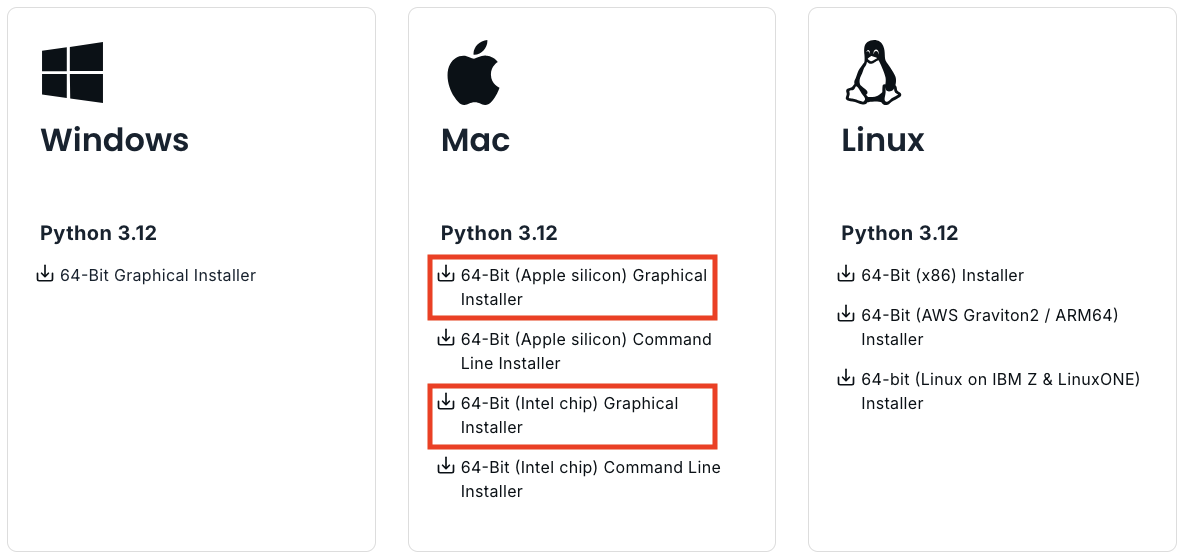 Windows
Python 3.12
64-Bit Graphical Installer
Mac
Python 3.12
64-Bit (Apple silicon) Graphical
Installer
64-Bit (Apple silicon) Command
Line Installer
64-Bit (Intel chip) Graphical
Installer
64-Bit (Intel chip) Command Line
Installer
Linux
Python 3.12
64-Bit (x86) Installer
64-Bit (AWS Graviton2 / ARM64)
Installer
64-bit (Linux on IBM Z & LinuxONE)
Installer